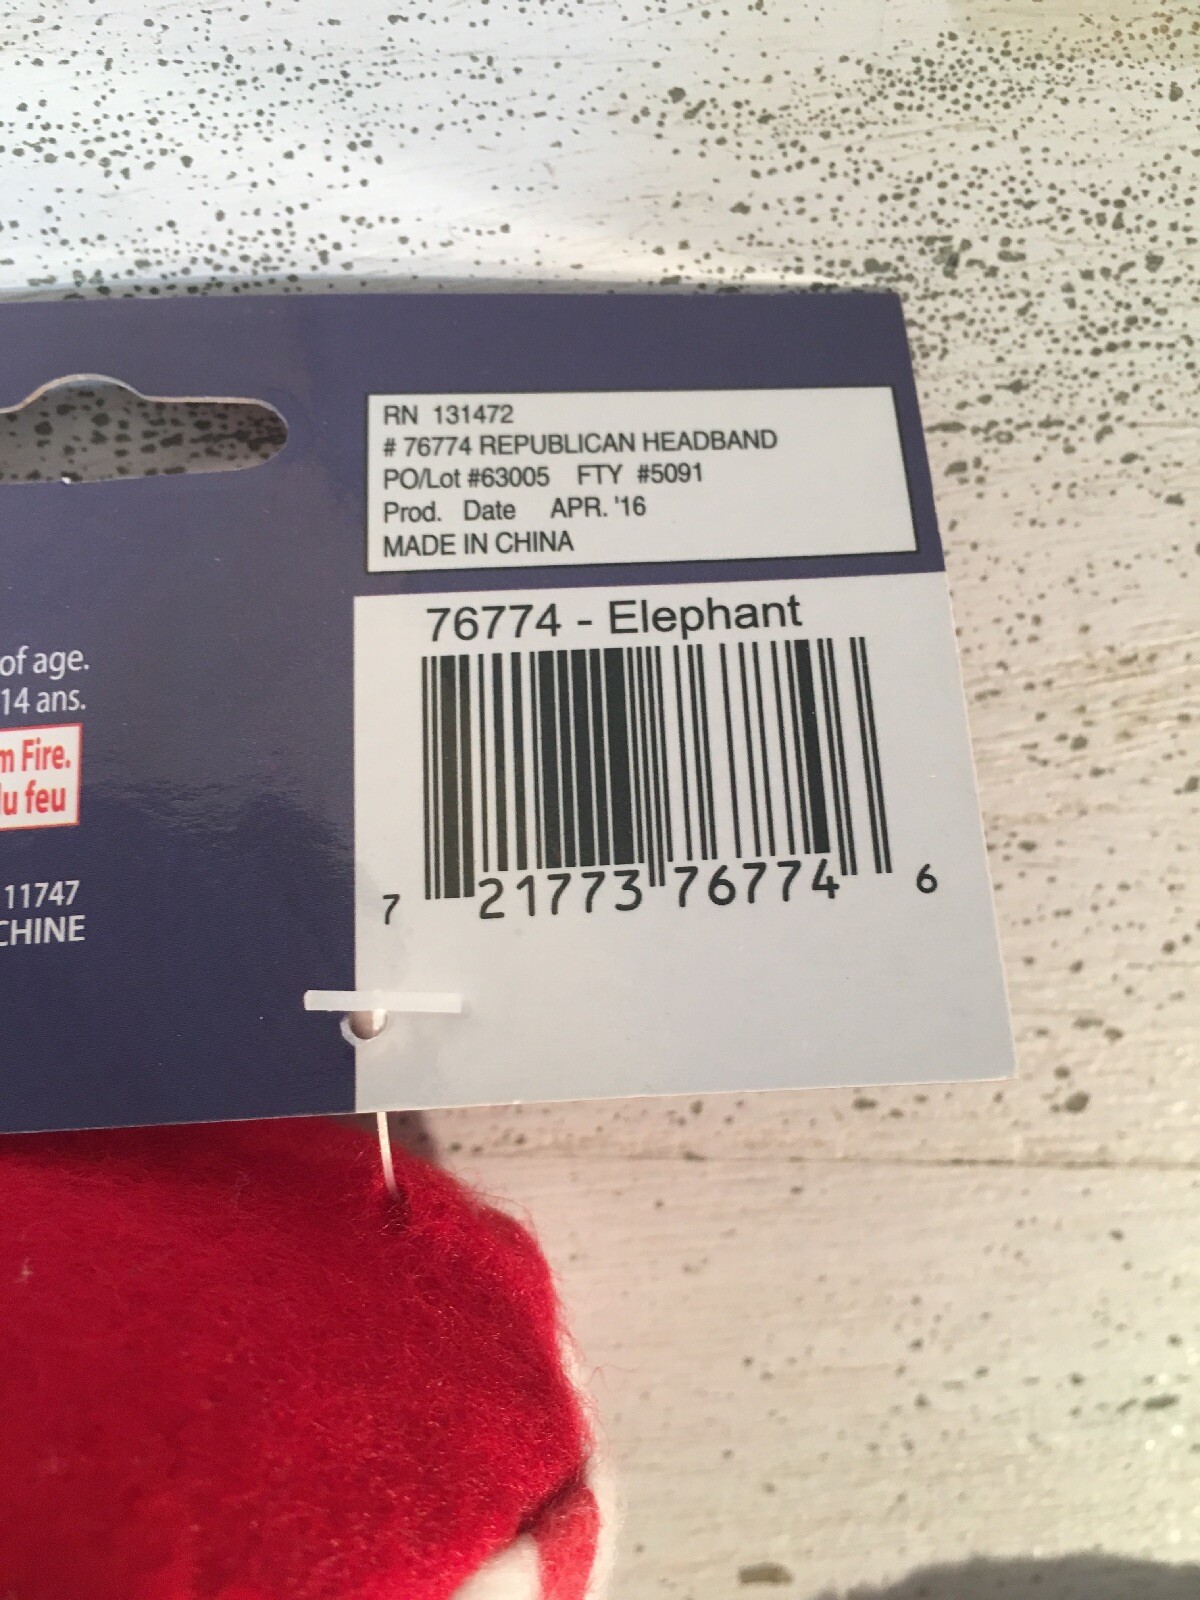 RN 131472
# 76774 REPUBLICAN HEADBAND
PO/Lot #63005 FTY #5091
Prod. Date APR. '16
MADE IN CHINA
76774 - Elephant
7 21773 76774 6
of age.
14 ans.
m Fire.
du feu
11747
CHINE